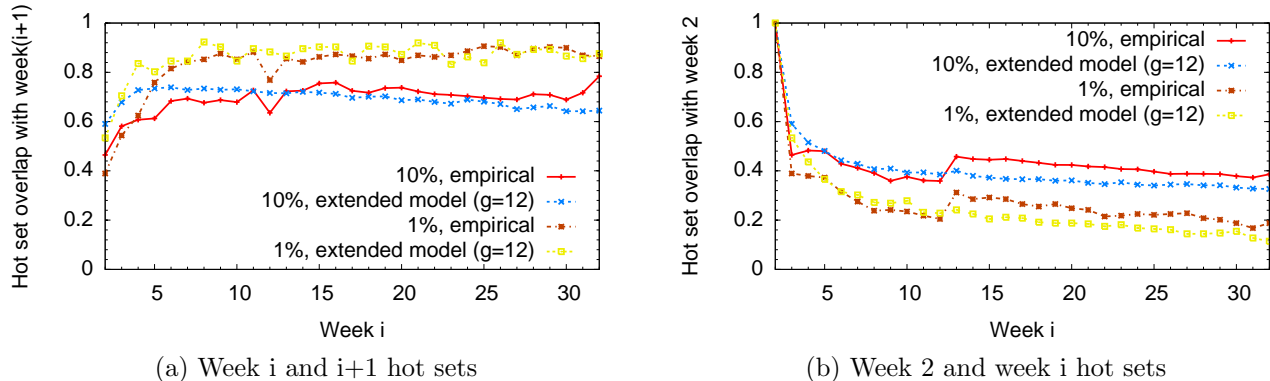 Hot set overlap with week(i+1)
1
0.8
0.6
0.4
0.2
0
5
10
15
20
25
30
Week i
10%, empirical
10%, extended model (g=12)
1%, empirical
1%, extended model (g=12)
(a) Week i and i+1 hot sets
Hot set overlap with week 2
1
0.8
0.6
0.4
0.2
0
5
10
15
20
25
30
Week i
10%, empirical
10%, extended model (g=12)
1%, empirical
1%, extended model (g=12)
(b) Week 2 and week i hot sets